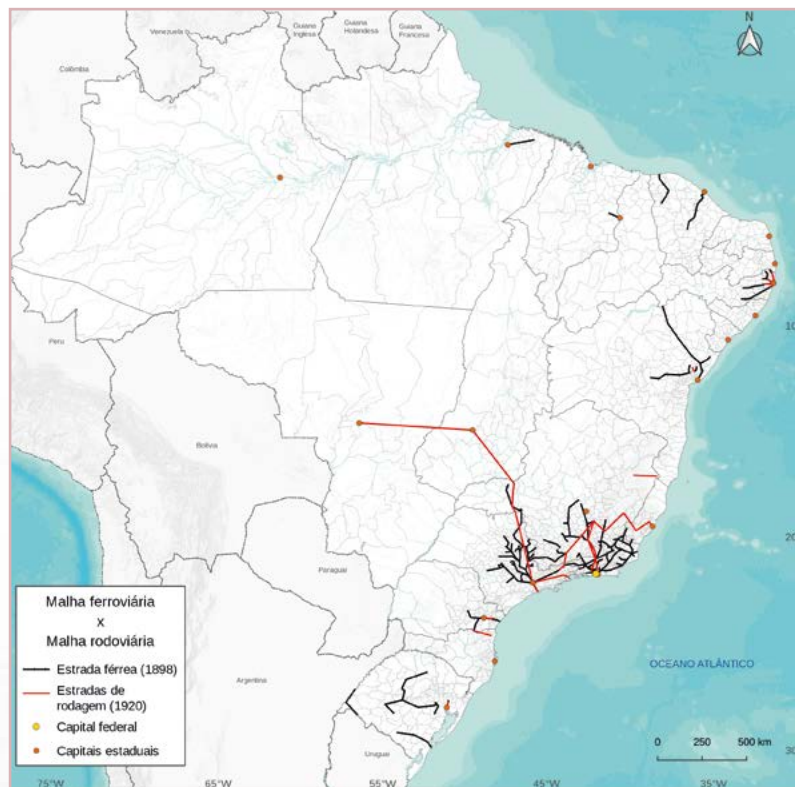 N
Guiana
Inglesa
Guiana
Holandesa
Guiana
Francesa
Colômbia
Peru
10
Bolívia
20
Paraguai
Argentina
Uruguai
OCEANO ATLÂNTICO
Malha ferroviária
x
Malha rodoviária
Estrada férrea (1898)
Estradas de
rodagem (1920)
Capital federal
Capitais estaduais
0 250 500 km
30
75°W 65°W 55°W 45°W 35°W